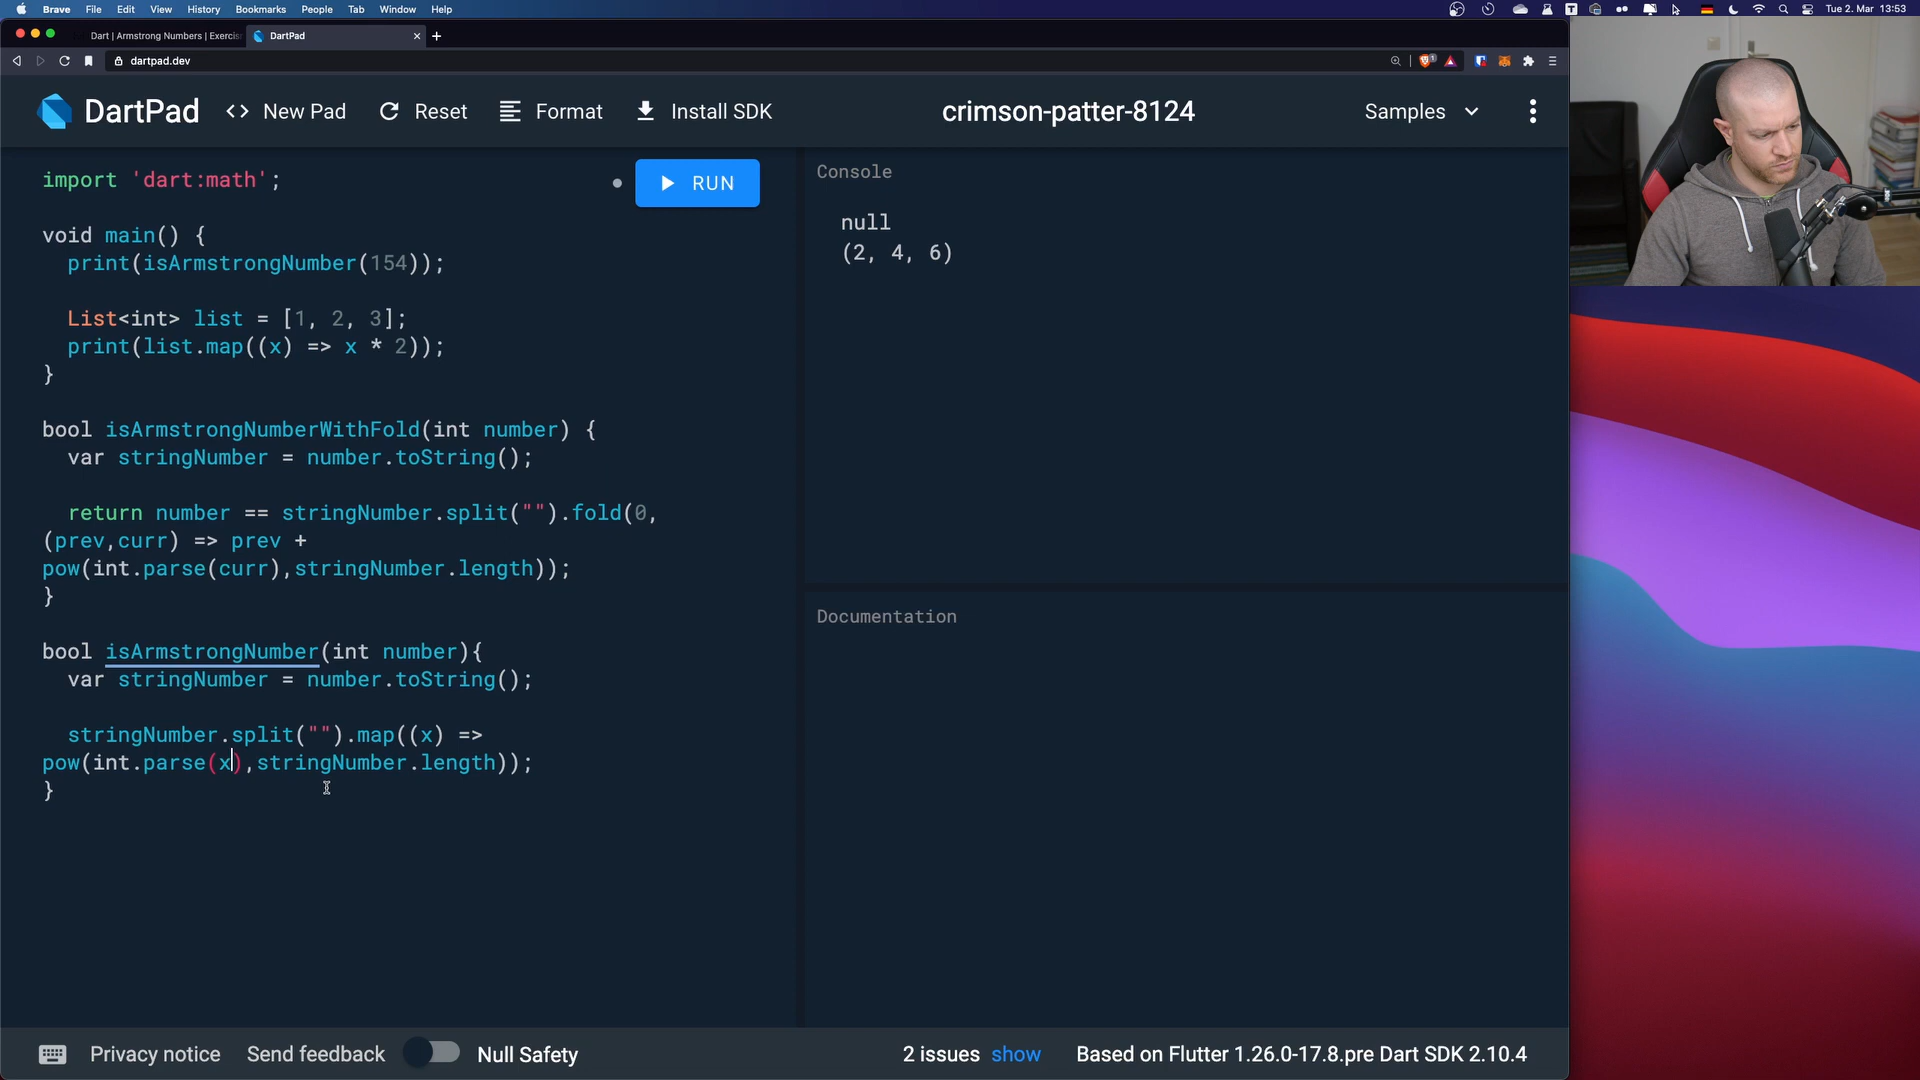 Brave File Edit View History Bookmarks People Tab Window Help Tue 2. Mar 13:53
Dart | Armstrong Numbers | Exercis DartPad
dartpad.dev
DartPad New Pad Reset Format Install SDK crimson-patter-8124 Samples
RUN
import 'dart:math';
void main() {
print(isArmstrongNumber(154));
List<int> list = [1, 2, 3];
print(list.map((x) => x * 2));
}
bool isArmstrongNumberWithFold(int number) {
var stringNumber = number.toString();
return number == stringNumber.split("").fold(0,
(prev,curr) => prev +
pow(int.parse(curr),stringNumber.length));
}
bool isArmstrongNumber(int number){
var stringNumber = number.toString();
stringNumber.split("").map((x) =>
pow(int.parse(x),stringNumber.length));
}
Console
null
(2, 4, 6)
Documentation
Privacy notice Send feedback Null Safety 2 issues show Based on Flutter 1.26.0-17.8.pre Dart SDK 2.10.4